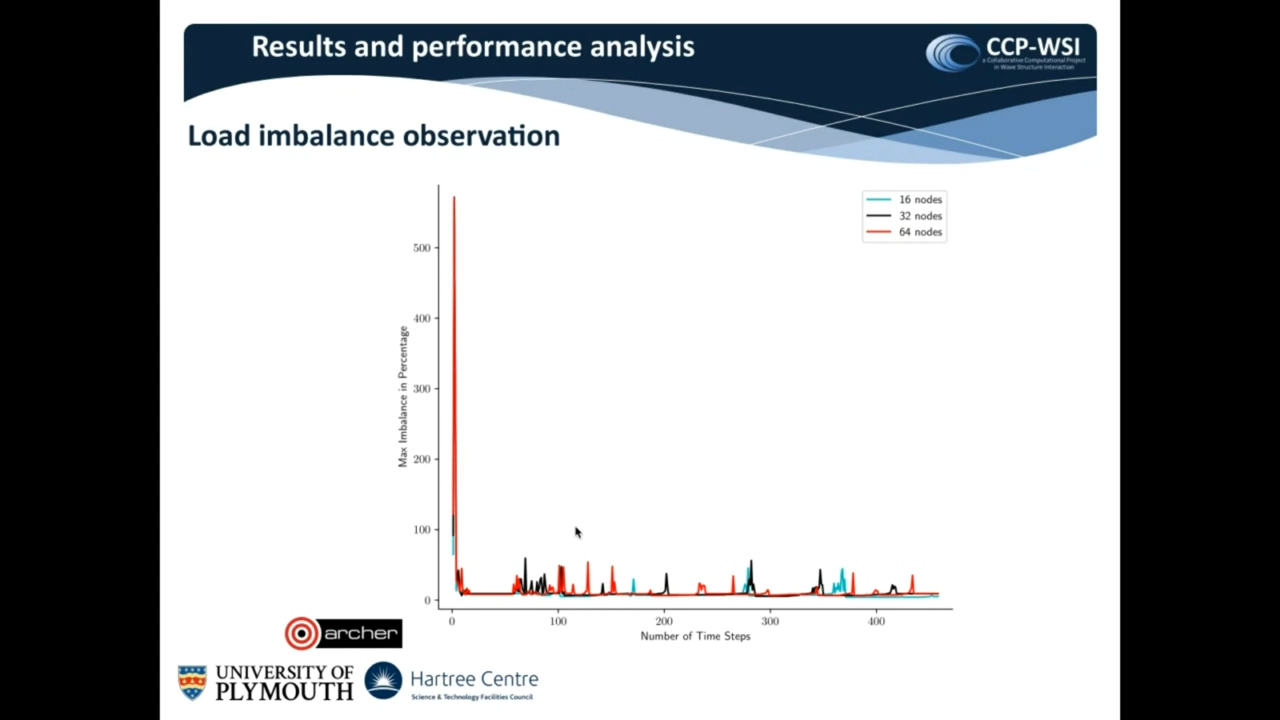 Results and performance analysis
CCP-WSI
a Collaborative Computational Project
in Wave Structure Interaction
Load imbalance observation
16 nodes
32 nodes
64 nodes
500
400
300
200
100
0
Max Imbalance in Percentage
0 100 200 300 400
Number of Time Steps
archer
UNIVERSITY OF
PLYMOUTH
Hartree Centre
Science & Technology Facilities Council